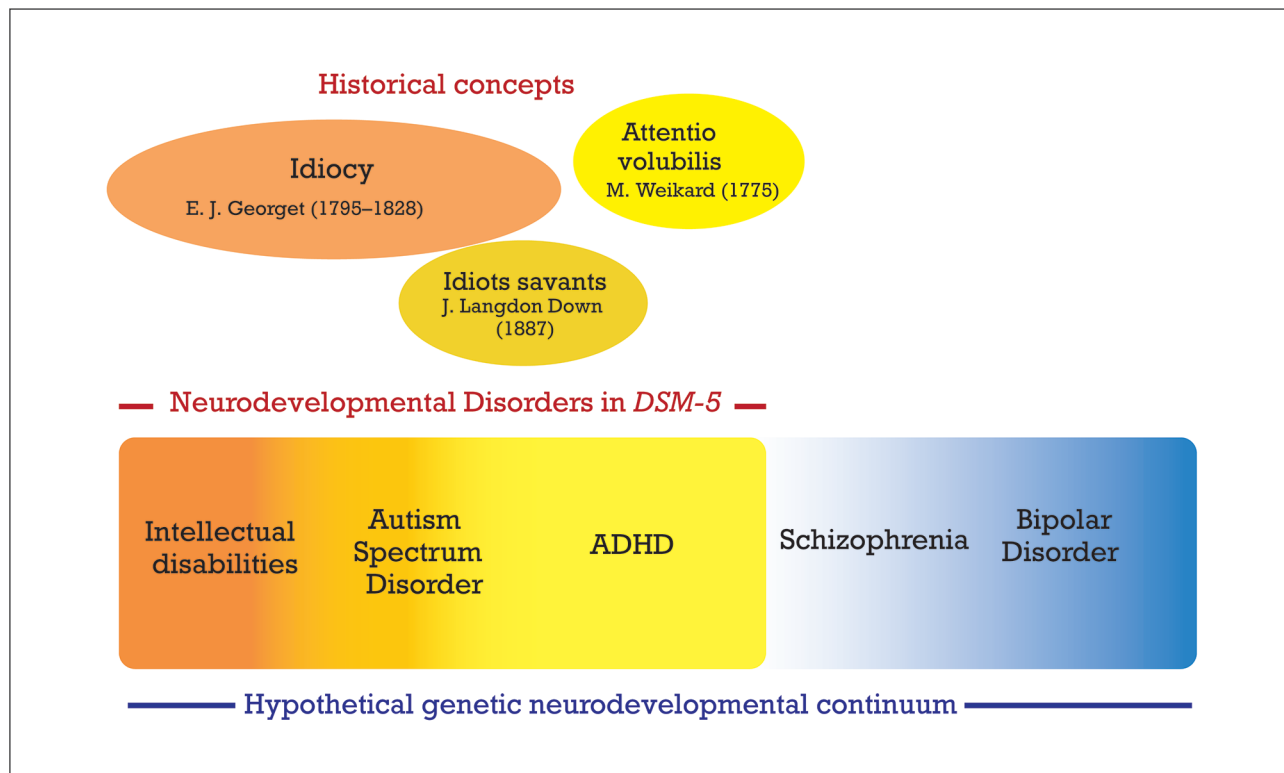 Historical concepts
Idiocy
E. J. Georget (1795–1828)
Attentio
volubilis
M. Weikard (1775)
Idiots savants
J. Langdon Down
(1887)
Neurodevelopmental Disorders in DSM-5
Intellectual
disabilities
Autism
Spectrum
Disorder
ADHD
Schizophrenia
Bipolar
Disorder
Hypothetical genetic neurodevelopmental continuum